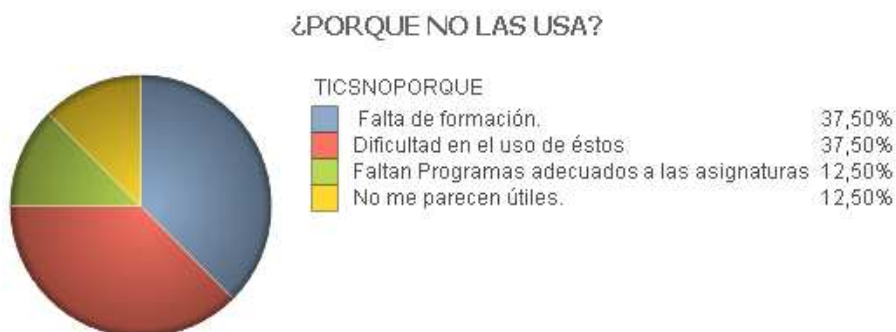 ¿PORQUE NO LAS USA?
TICSNOPORQUE
Falta de formación. 37,50%
Dificultad en el uso de éstos 37,50%
Faltan Programas adecuados a las asignaturas 12,50%
No me parecen útiles. 12,50%